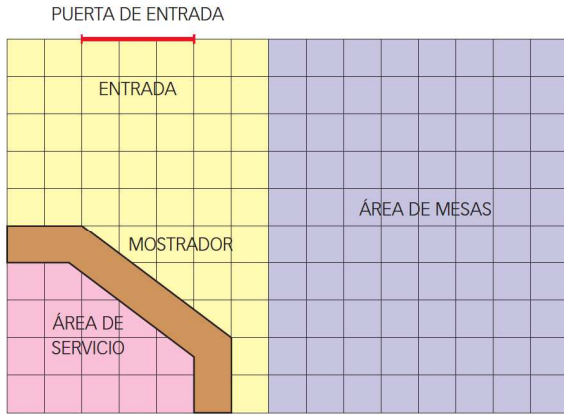 PUERTA DE ENTRADA
ENTRADA
ÁREA DE MESAS
MOSTRADOR
ÁREA DE
SERVICIO